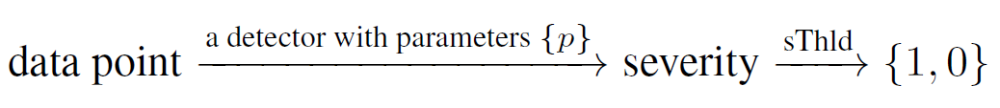 data point a detector with parameters {p} severity sThld {1, 0}